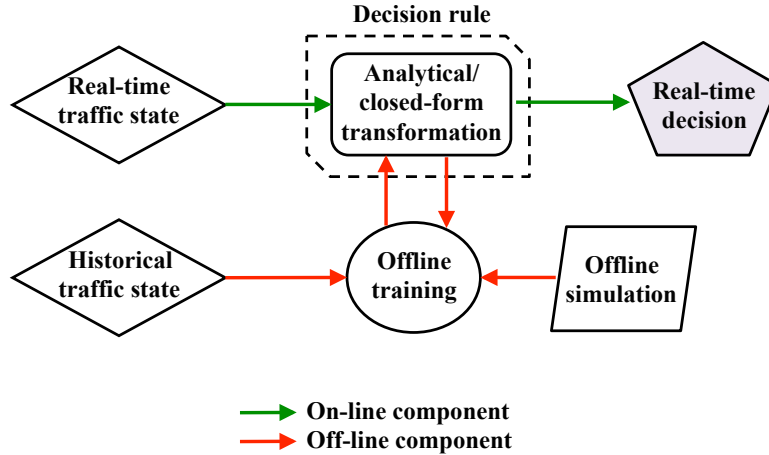 Decision rule
Real-time
traffic state
Analytical/
closed-form
transformation
Real-time
decision
Historical
traffic state
Offline
training
Offline
simulation
On-line component
Off-line component